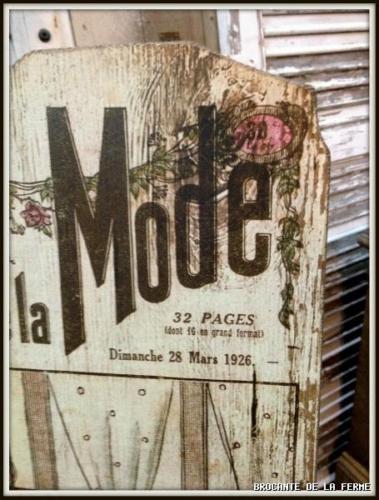 la Mode
32 PAGES
(dont 16 en grand format)
Dimanche 28 Mars 1926.
BROCANTE DE LA FERME